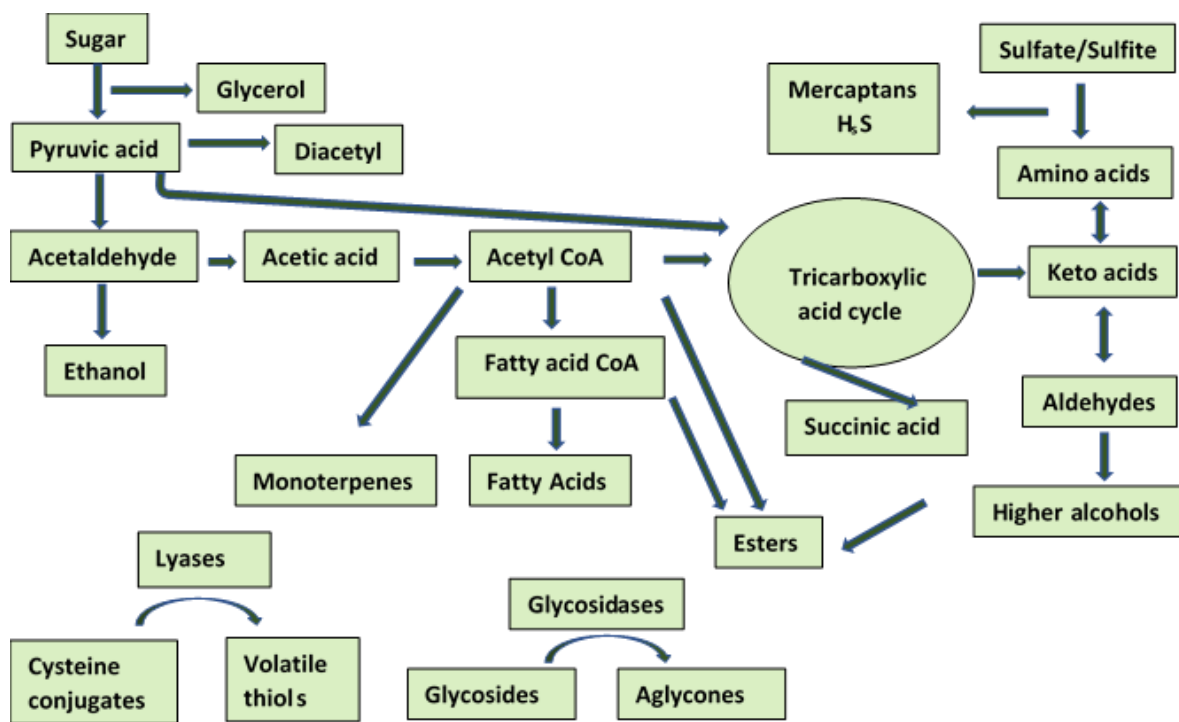 Sugar
Sulfate/Sulfite
Glycerol
Mercaptans
HₛS
Pyruvic acid
Diacetyl
Amino acids
Acetaldehyde
Acetic acid
Acetyl CoA
Tricarboxylic
acid cycle
Keto acids
Ethanol
Fatty acid CoA
Aldehydes
Succinic acid
Monoterpenes
Fatty Acids
Higher alcohols
Esters
Lyases
Glycosidases
Cysteine
conjugates
Volatile
thiols
Glycosides
Aglycones